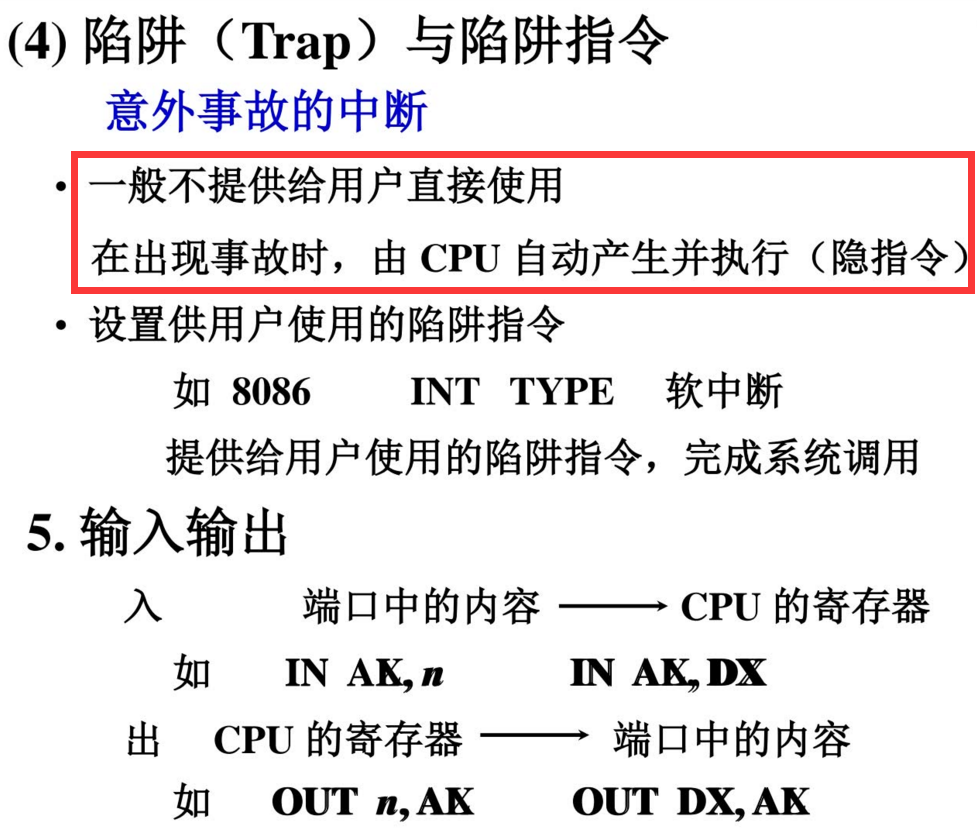 (4) 陷阱（Trap）与陷阱指令
意外事故的中断
• 一般不提供给用户直接使用
在出现事故时，由 CPU 自动产生并执行（隐指令）
• 设置供用户使用的陷阱指令
如 8086 INT TYPE 软中断
提供给用户使用的陷阱指令，完成系统调用
5. 输入输出
入 端口中的内容 ⟶ CPU 的寄存器
如 IN AX, n IN AX, DX
出 CPU 的寄存器 ⟶ 端口中的内容
如 OUT n, AX OUT DX, AX